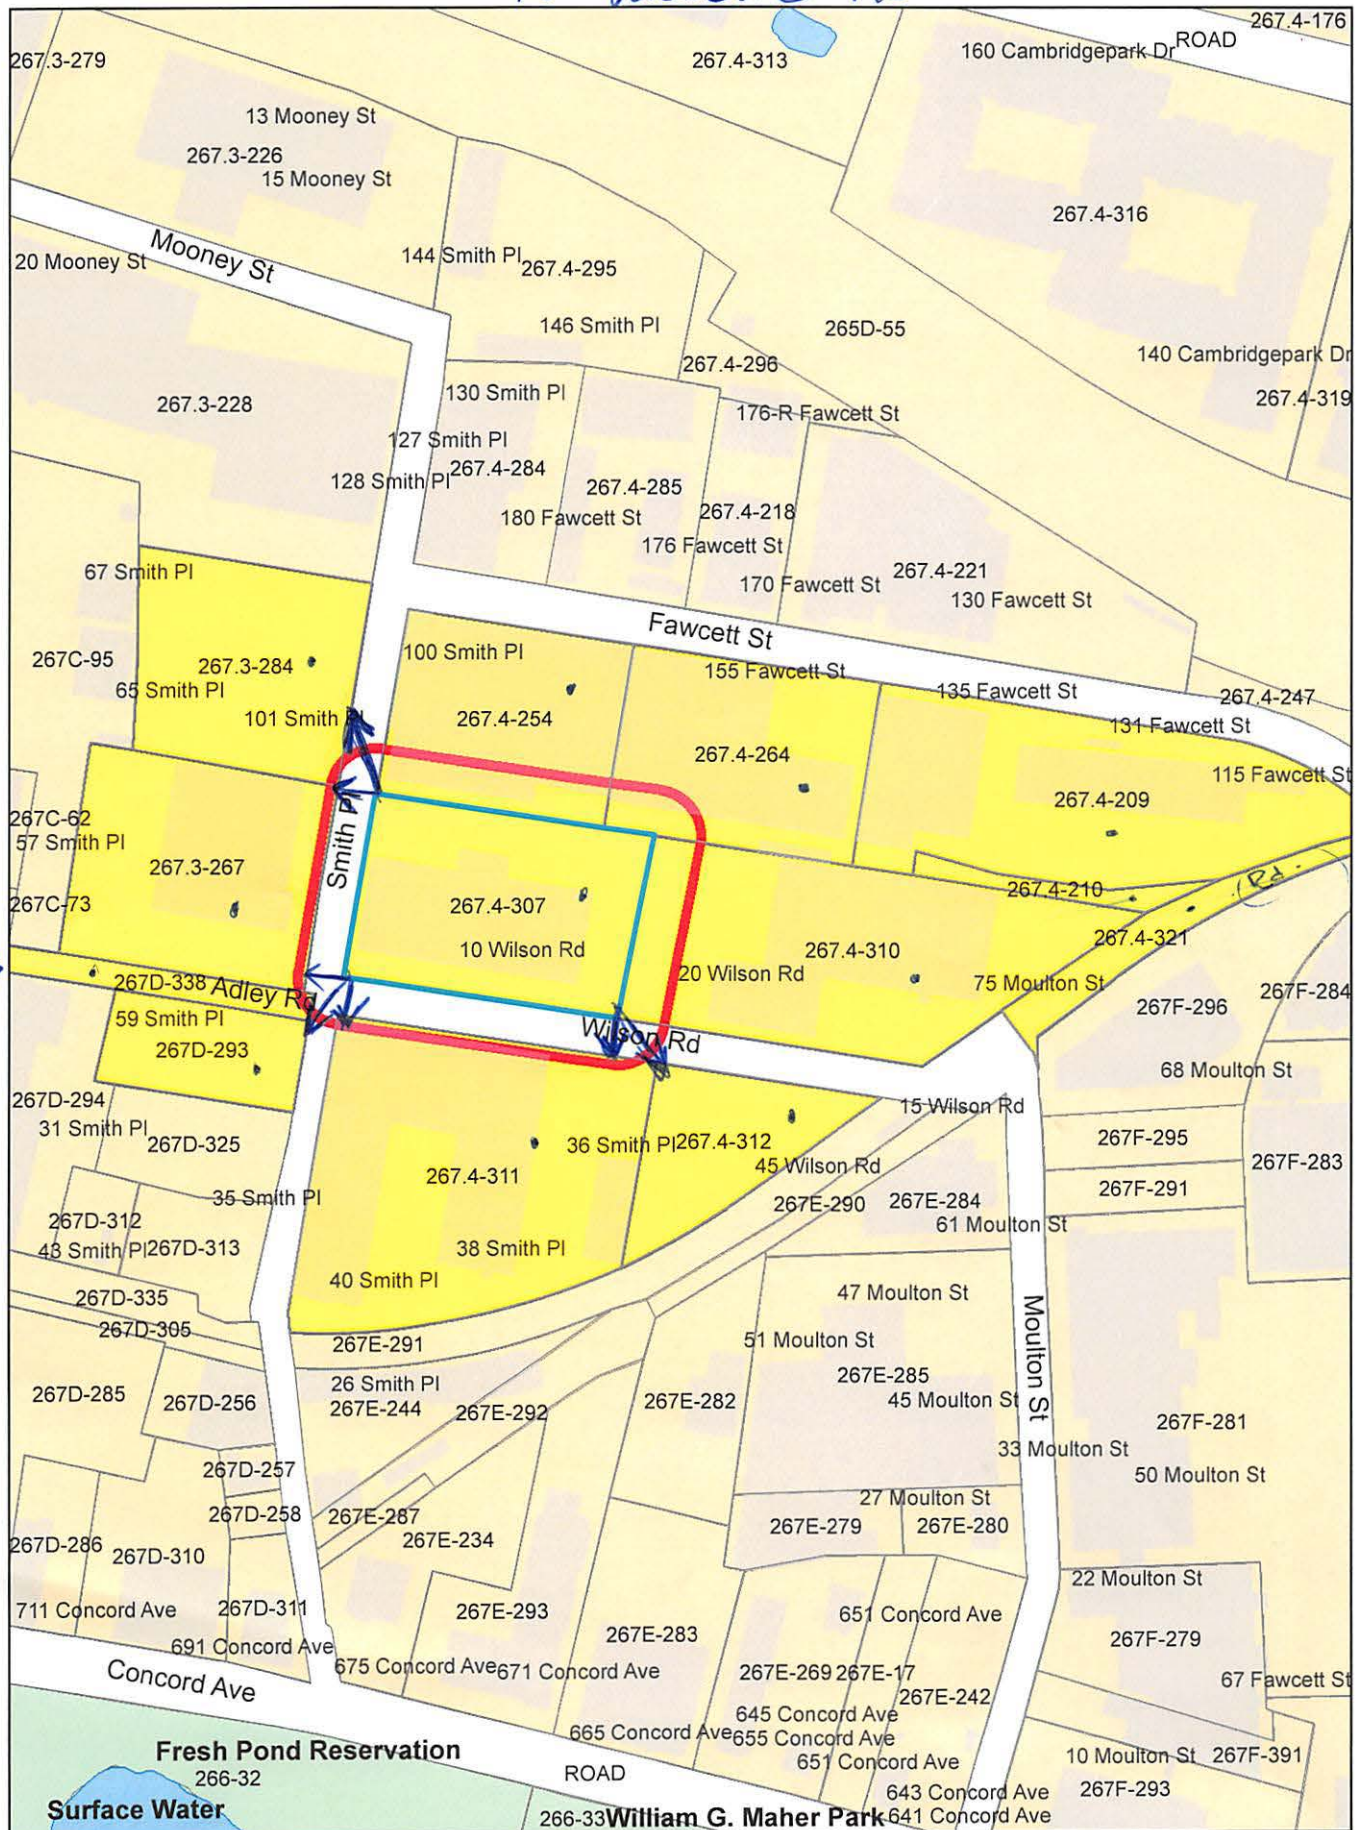 267.4-176
267.3-279
267.4-313
160 Cambridgepark Dr
ROAD
13 Mooney St
267.3-226
15 Mooney St
267.4-316
Mooney St
20 Mooney St
144 Smith Pl
267.4-295
146 Smith Pl
265D-55
140 Cambridgepark Dr
267.4-296
267.3-228
130 Smith Pl
267.4-319
176-R Fawcett St
127 Smith Pl
267.4-284
128 Smith Pl
267.4-285
267.4-218
180 Fawcett St
176 Fawcett St
67 Smith Pl
170 Fawcett St
267.4-221
130 Fawcett St
Fawcett St
267C-95
267.3-284
100 Smith Pl
155 Fawcett St
65 Smith Pl
135 Fawcett St
267.4-247
101 Smith Pl
267.4-254
131 Fawcett St
267.4-264
115 Fawcett St
267.4-209
267C-62
57 Smith Pl
Smith Pl
267.3-267
267.4-210
(Rd.)
267C-73
267.4-307
267.4-321
10 Wilson Rd
267.4-310
20 Wilson Rd
267D-338
Adley Rd
75 Moulton St
267F-284
59 Smith Pl
267F-296
Wilson Rd
267D-293
68 Moulton St
267D-294
15 Wilson Rd
31 Smith Pl
267D-325
36 Smith Pl
267.4-312
267F-295
45 Wilson Rd
267F-283
267.4-311
267F-291
35 Smith Pl
267E-290
267E-284
267D-312
61 Moulton St
43 Smith Pl
267D-313
38 Smith Pl
40 Smith Pl
47 Moulton St
267D-335
267D-305
267E-291
51 Moulton St
Moulton St
267E-285
26 Smith Pl
267D-285
267D-256
267E-244
267E-292
267E-282
45 Moulton St
267F-281
33 Moulton St
267D-257
50 Moulton St
27 Moulton St
267D-258
267E-287
267E-279
267E-280
267D-286
267D-310
267E-234
22 Moulton St
711 Concord Ave
267D-311
267E-293
651 Concord Ave
267E-283
267F-279
691 Concord Ave
675 Concord Ave
671 Concord Ave
267E-269
267E-17
67 Fawcett St
Concord Ave
267E-242
645 Concord Ave
665 Concord Ave
655 Concord Ave
Fresh Pond Reservation
266-32
651 Concord Ave
10 Moulton St
267F-391
ROAD
643 Concord Ave
267F-293
Surface Water
266-33
William G. Maher Park
641 Concord Ave